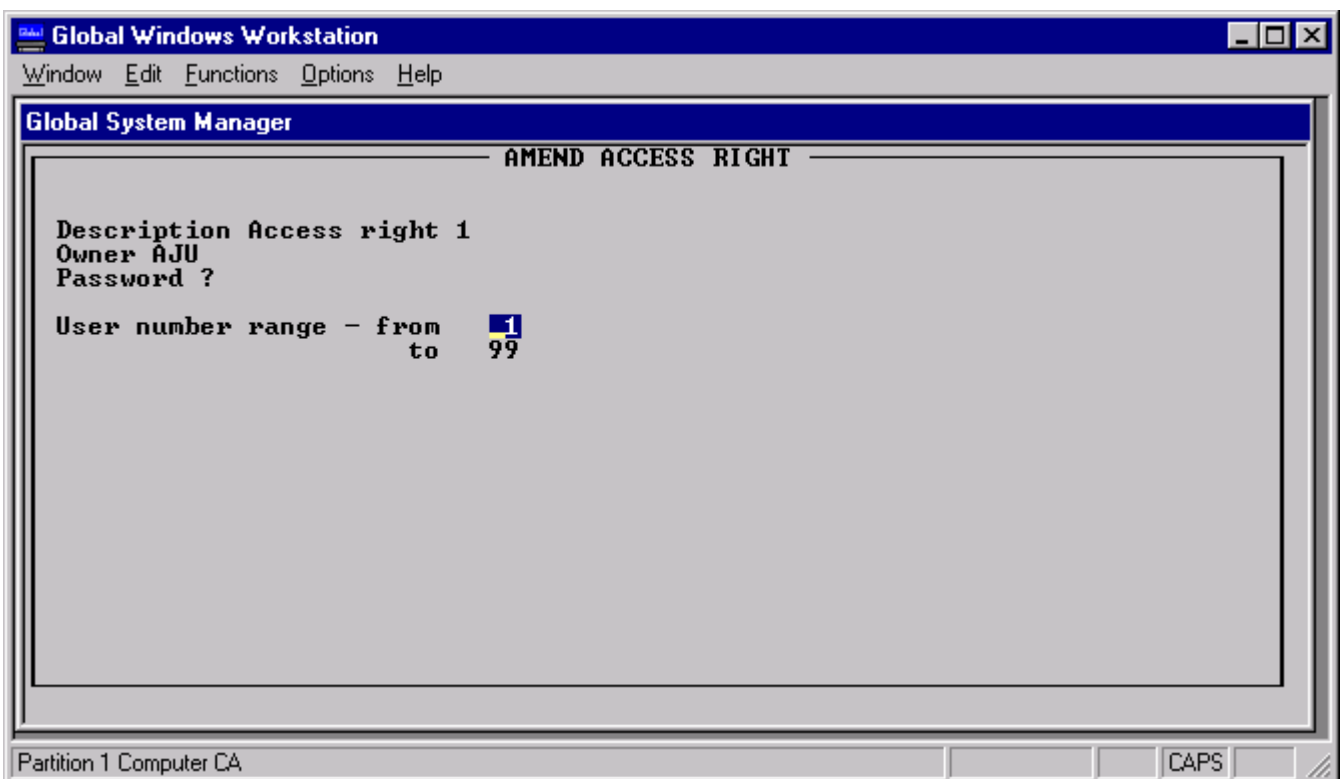 Global Windows Workstation
Window Edit Functions Options Help
Global System Manager
AMEND ACCESS RIGHT
Description Access right 1
Owner AJU
Password ?
User number range - from 1
to 99
Partition 1 Computer CA CAPS